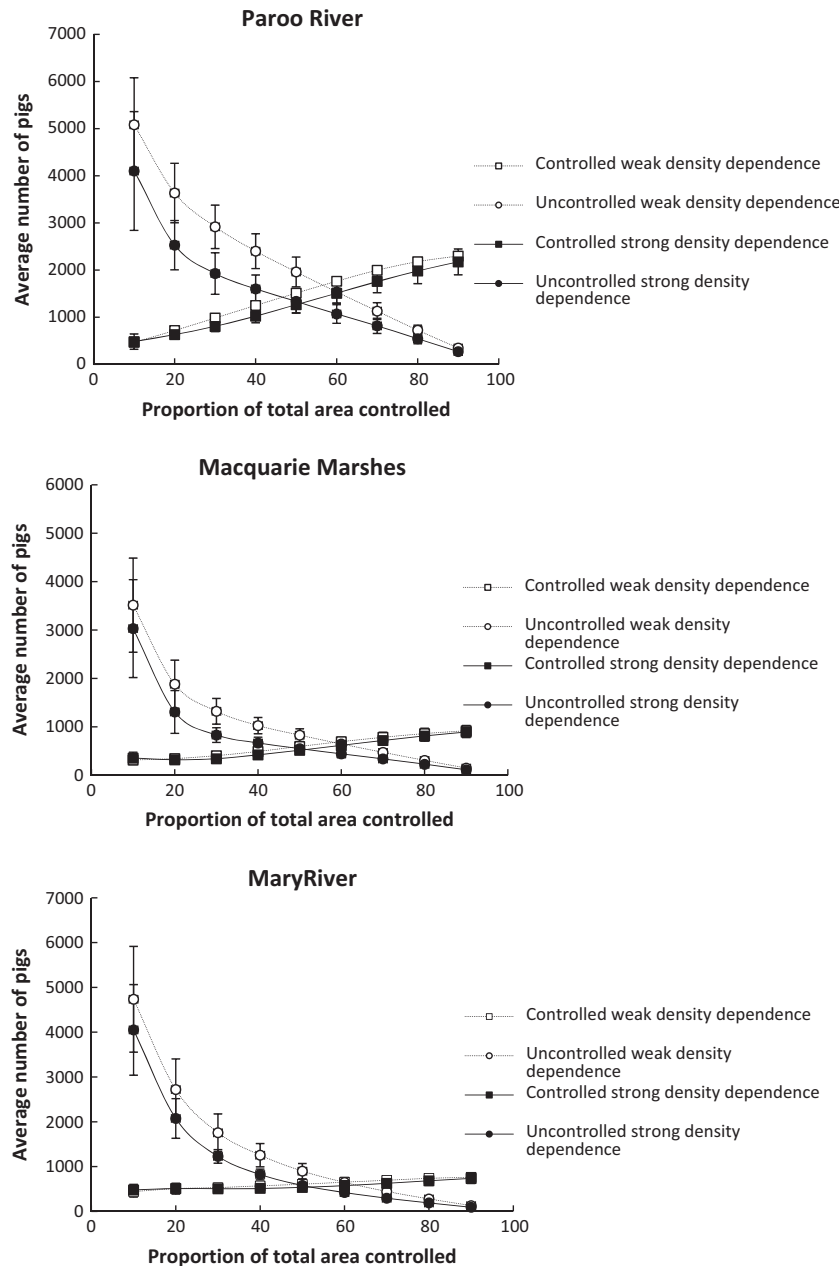 Paroo River
7000
6000
5000
4000
3000
2000
1000
0
Average number of pigs
0 20 40 60 80 100
Proportion of total area controlled
Controlled weak density dependence
Uncontrolled weak density dependence
Controlled strong density dependence
Uncontrolled strong density
dependence
Macquarie Marshes
6000
5000
4000
3000
2000
1000
0
Average number of pigs
0 20 40 60 80 100
Proportion of total area controlled
Controlled weak density dependence
Uncontrolled weak density
dependence
Controlled strong density dependence
Uncontrolled strong density
dependence
MaryRiver
7000
6000
5000
4000
3000
2000
1000
0
Average number of pigs
0 20 40 60 80 100
Proportion of total area controlled
Controlled weak density dependence
Uncontrolled weak density
dependence
Controlled strong density dependence
Uncontrolled strong density
dependence